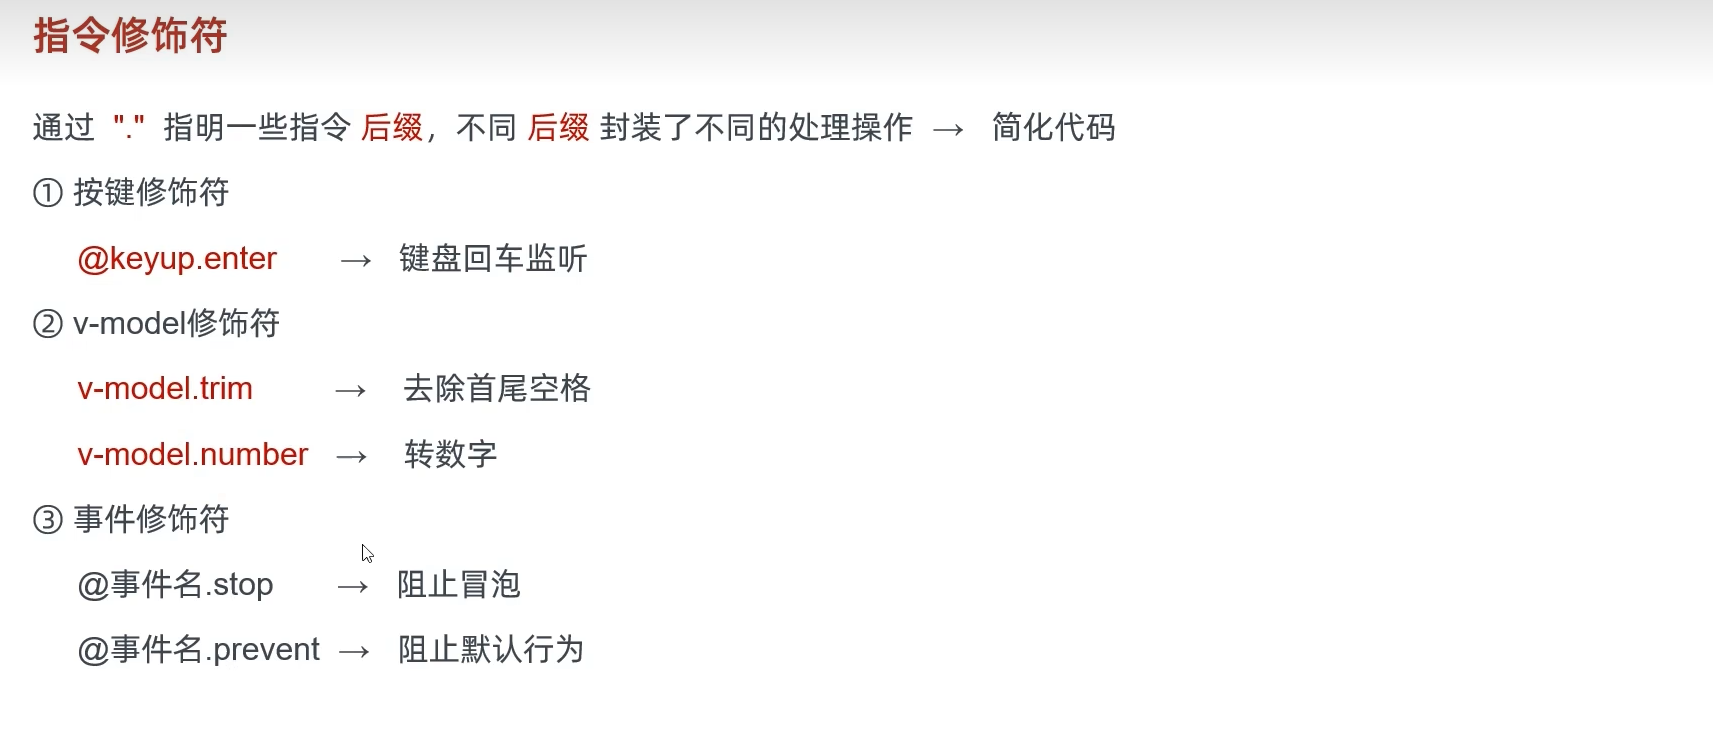 指令修饰符
通过 "." 指明一些指令 后缀，不同 后缀 封装了不同的处理操作 → 简化代码
① 按键修饰符
@keyup.enter → 键盘回车监听
② v-model修饰符
v-model.trim → 去除首尾空格
v-model.number → 转数字
③ 事件修饰符
@事件名.stop → 阻止冒泡
@事件名.prevent → 阻止默认行为